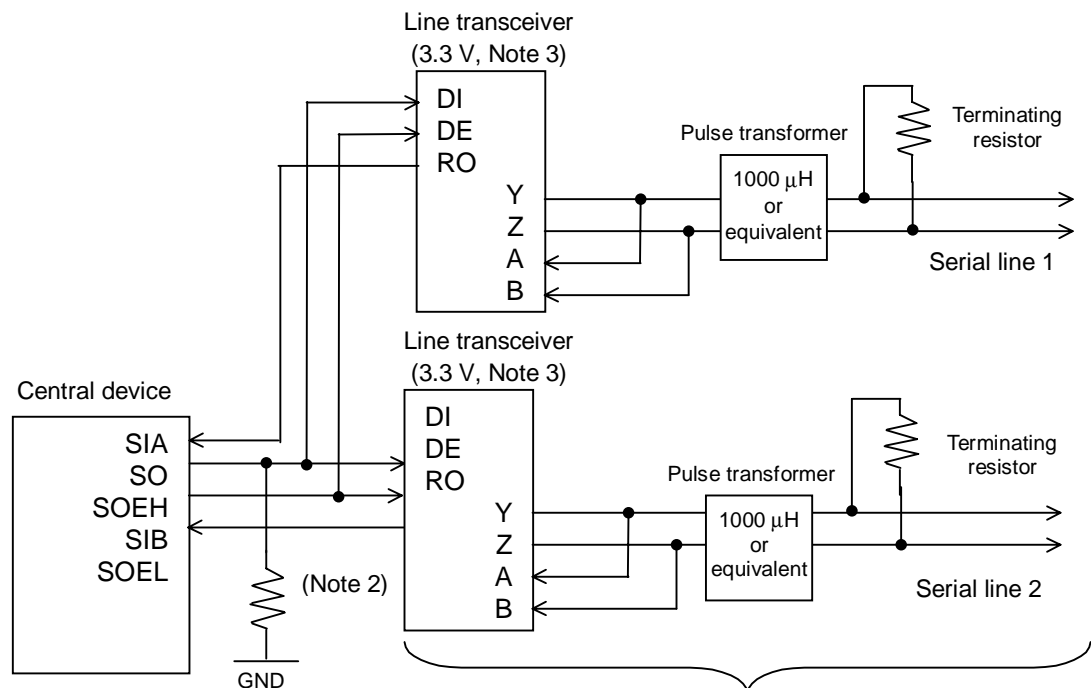 Line transceiver
(3.3 V, Note 3)
DI
DE
RO
Y
Z
A
B
Pulse transformer
1000 μH
or
equivalent
Terminating
resistor
Serial line 1
Line transceiver
(3.3 V, Note 3)
DI
DE
RO
Y
Z
A
B
Pulse transformer
1000 μH
or
equivalent
Terminating
resistor
Serial line 2
Central device
SIA
SO
SOEH
SIB
SOEL
(Note 2)
GND